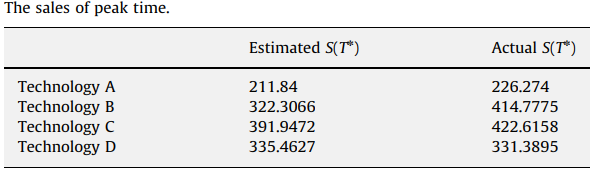 The sales of peak time.
Estimated S(T*) Actual S(T*)
Technology A 211.84 226.274
Technology B 322.3066 414.7775
Technology C 391.9472 422.6158
Technology D 335.4627 331.3895